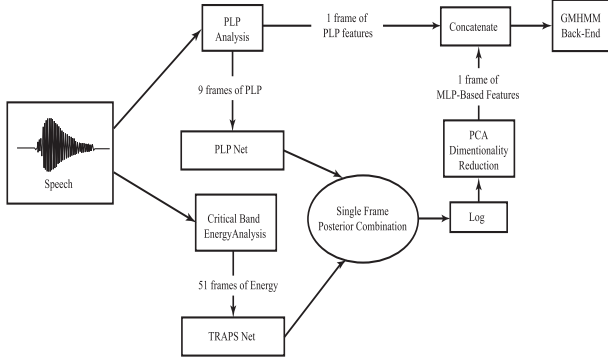 PLP
Analysis
1 frame of
PLP features
Concatenate
GMHMM
Back-End
9 frames of PLP
1 frame of
MLP-Based Features
PLP Net
PCA
Dimentionality
Reduction
Speech
Critical Band
EnergyAnalysis
Single Frame
Posterior Combination
Log
51 frames of Energy
TRAPS Net